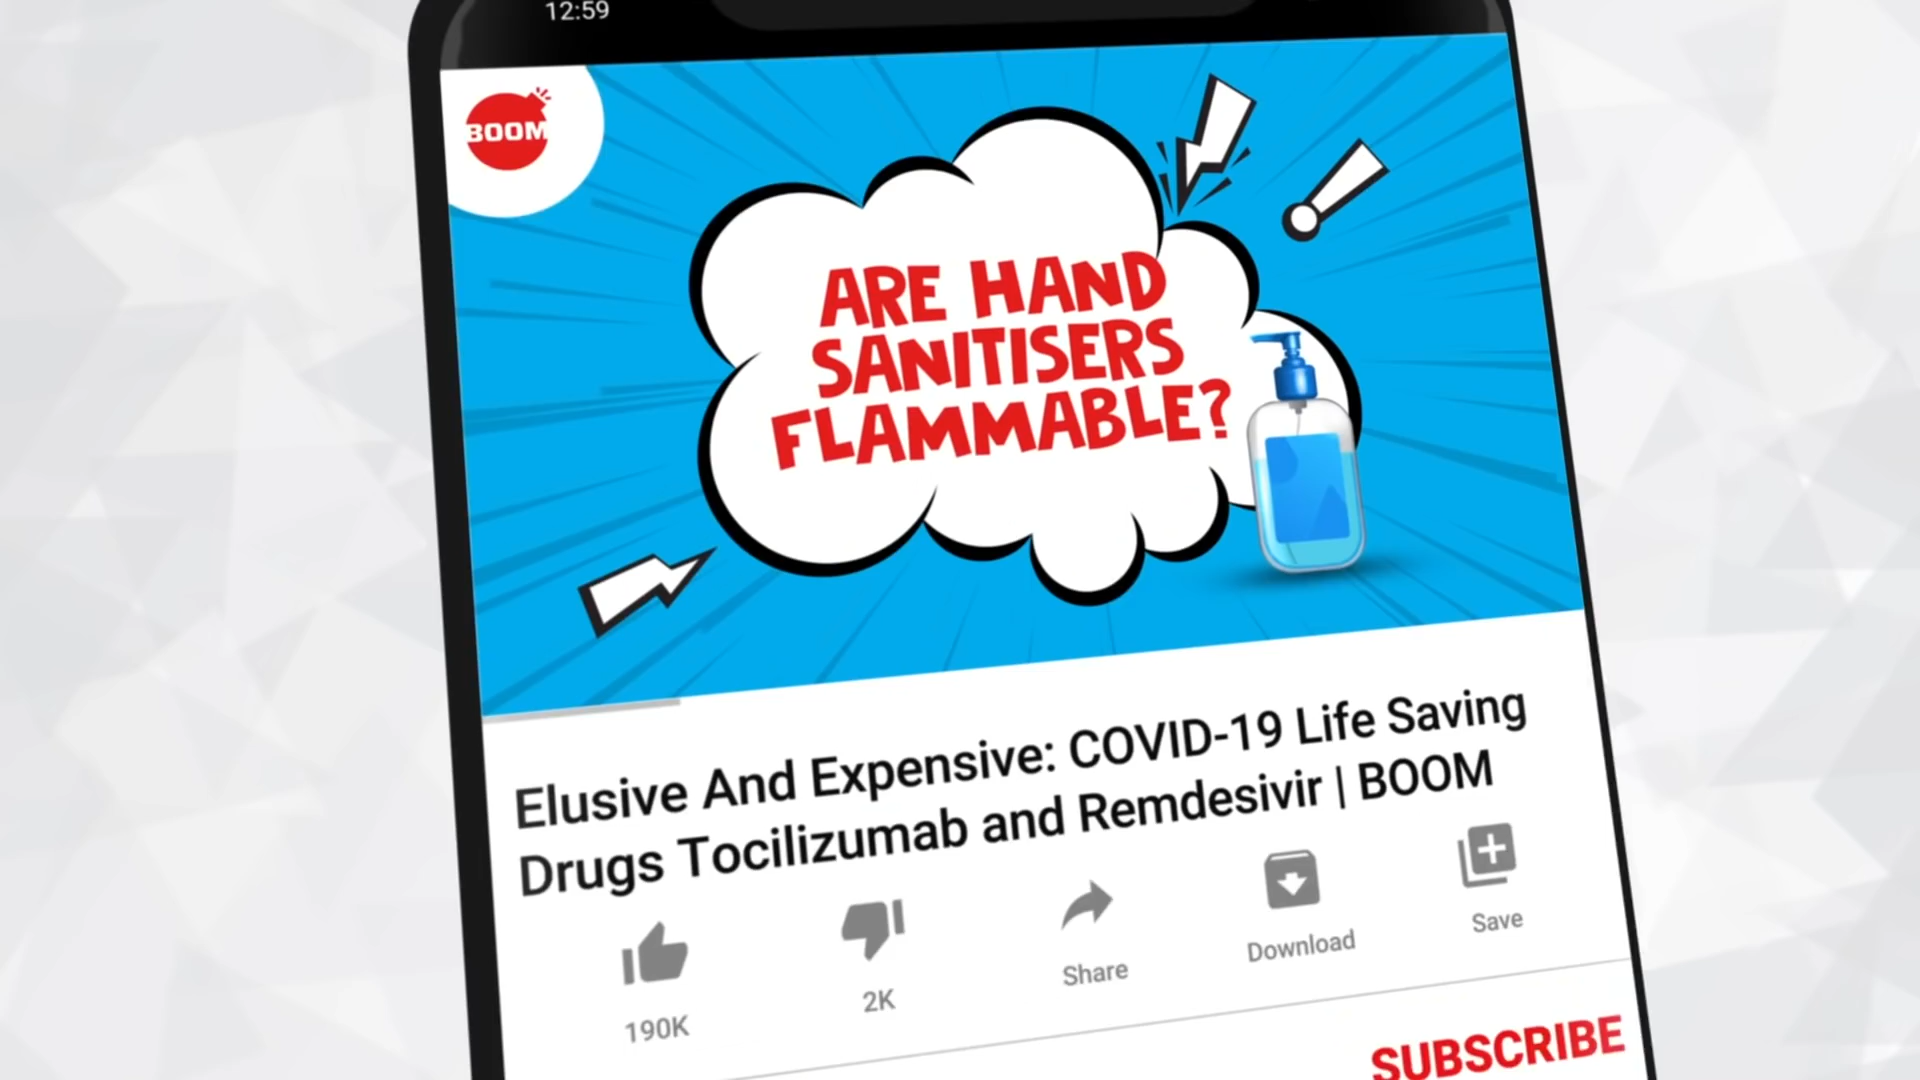 12:59
BOOM
ARE HAND
SANITISERS
FLAMMABLE?
Elusive And Expensive: COVID-19 Life Saving
Drugs Tocilizumab and Remdesivir | BOOM
190K
2K
Share
Download
Save
SUBSCRIBE